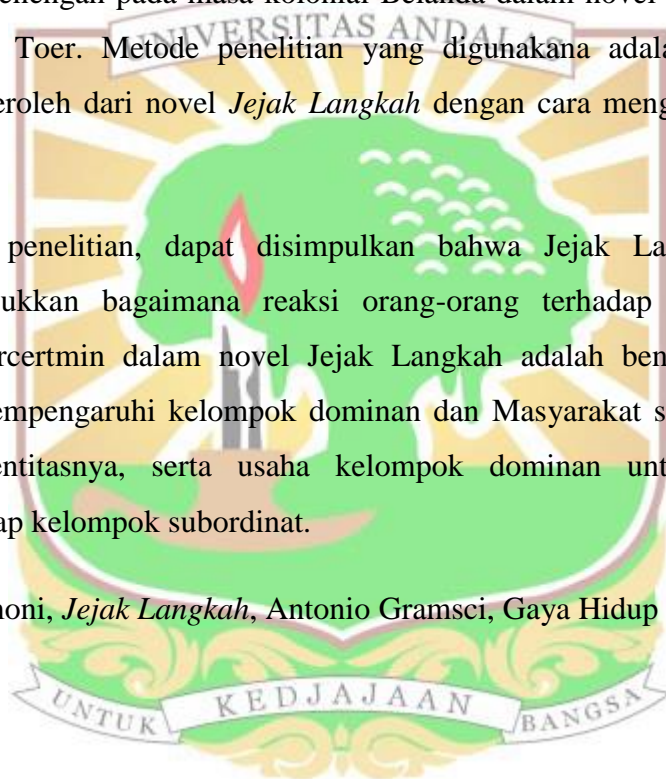 enengah pada masa kolonial Belanda dalam novel
UNIVERSITAS ANDALAS
Toer. Metode penelitian yang digunakana adala
eroleh dari novel Jejak Langkah dengan cara meng
penelitian, dapat disimpulkan bahwa Jejak La
ukkan bagaimana reaksi orang-orang terhadap
rcertmin dalam novel Jejak Langkah adalah ben
empengaruhi kelompok dominan dan Masyarakat s
entitasnya, serta usaha kelompok dominan unt
ap kelompok subordinat.
noni, Jejak Langkah, Antonio Gramsci, Gaya Hidup
UNTUK KEDJAJAAN BANGSA